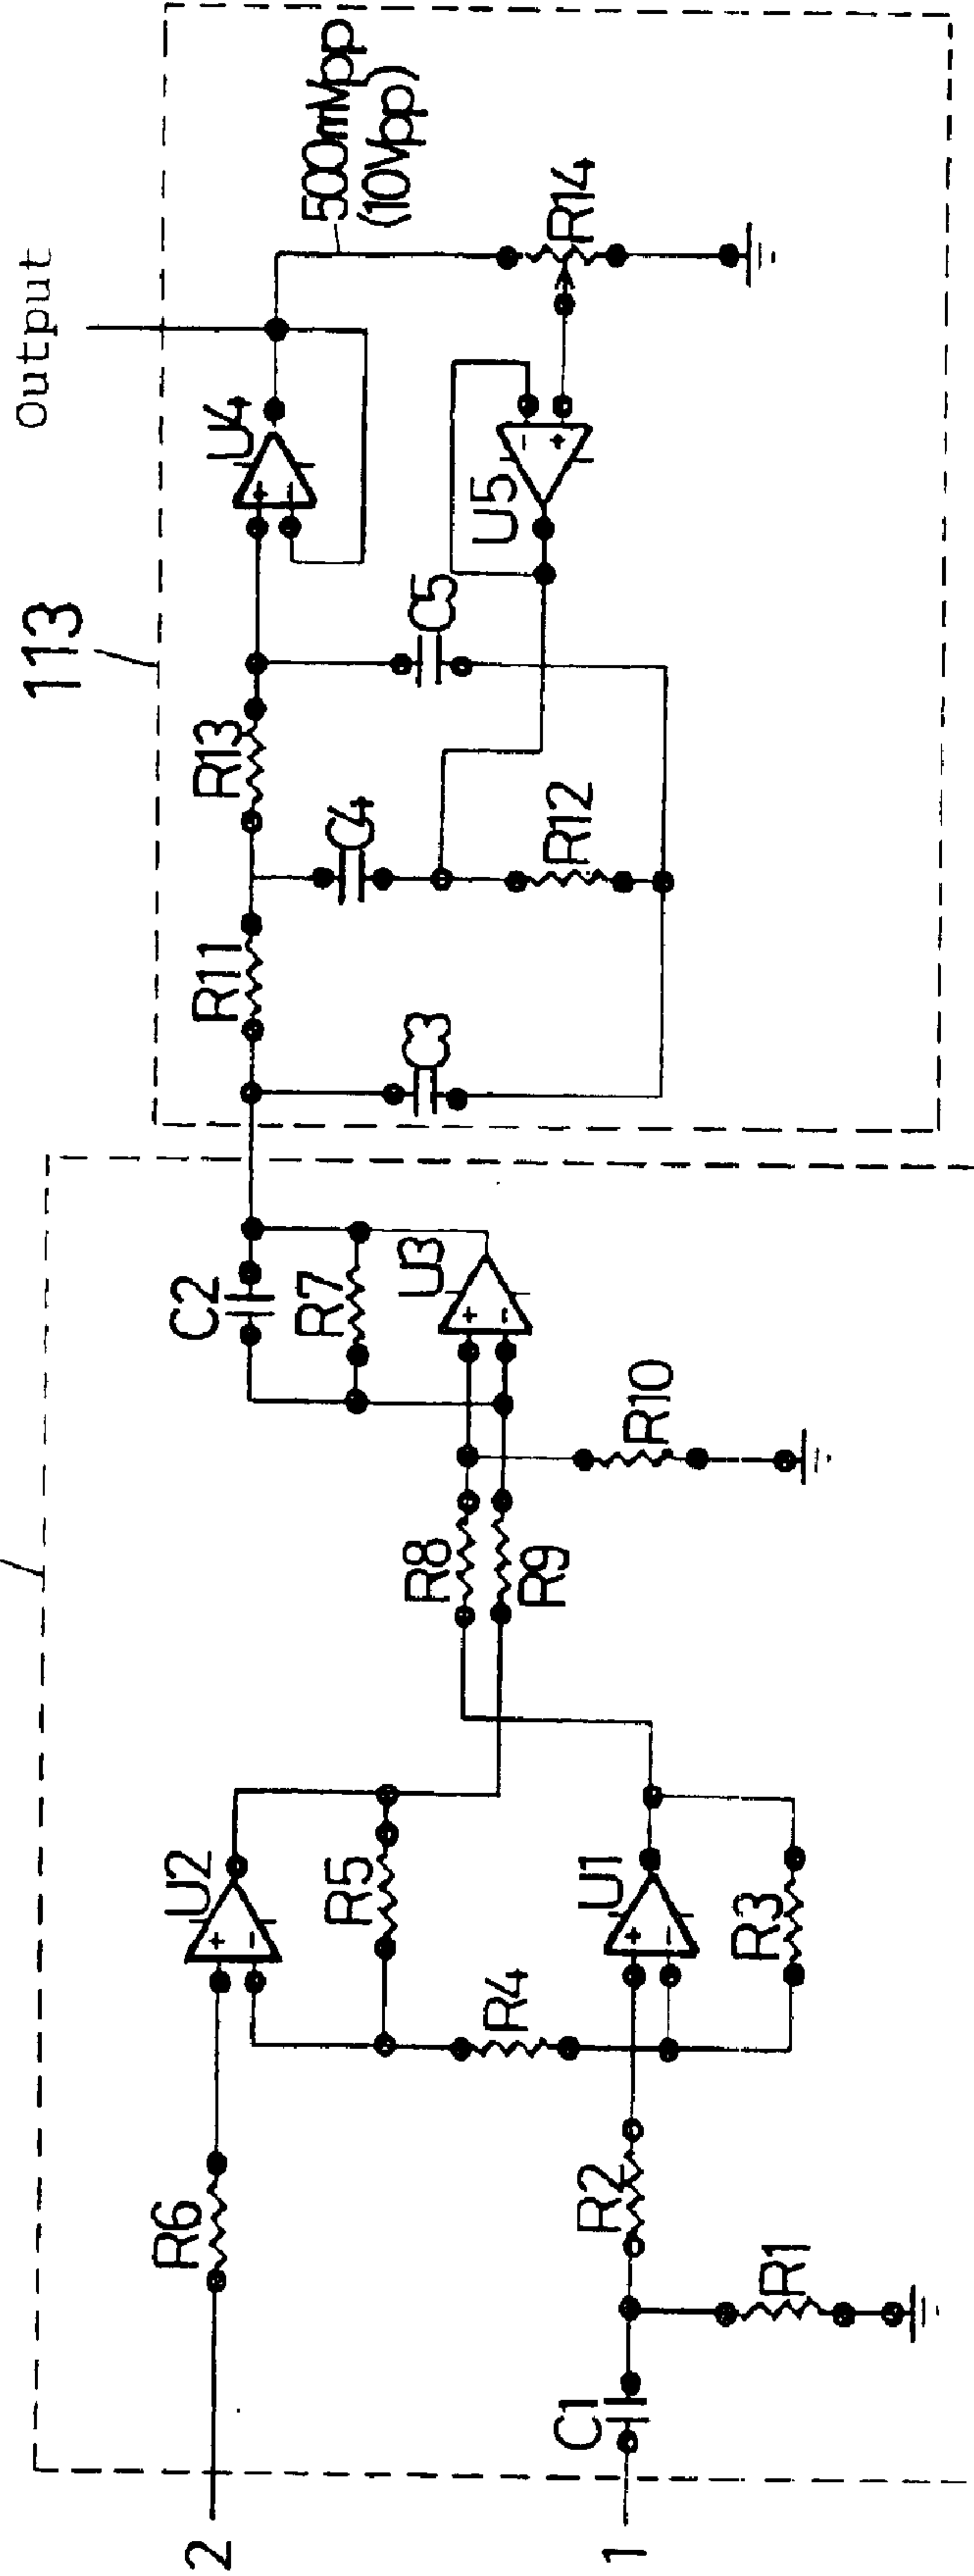 Output
113
500mVpp
(10Vpp)
U4
R14
U5
C5
R13
C4
R12
R11
C3
C2
R7
U3
R10
R8
R9
U2
R5
U1
R3
R4
R6
R2
R1
C1
2
1
+
−
+
−
+
−
+
−
+
−